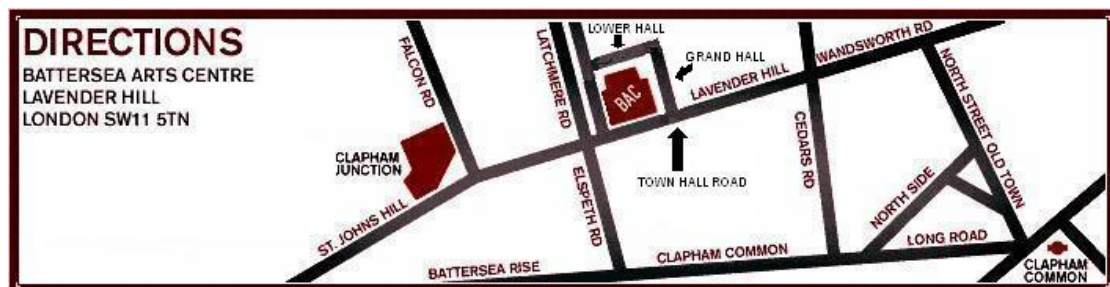 DIRECTIONS
BATTERSEA ARTS CENTRE
LAVENDER HILL
LONDON SW11 5TN
FALCON RD
LATCHMERE RD
LOWER HALL
GRAND HALL
BAC
LAVENDER HILL
WANDSWORTH RD
NORTH STREET OLD TOWN
CLAPHAM
JUNCTION
ST. JOHNS HILL
ELSPETH RD
TOWN HALL ROAD
CEDARS RD
NORTH SIDE
BATTERSEA RISE
CLAPHAM COMMON
LONG ROAD
CLAPHAM
COMMON